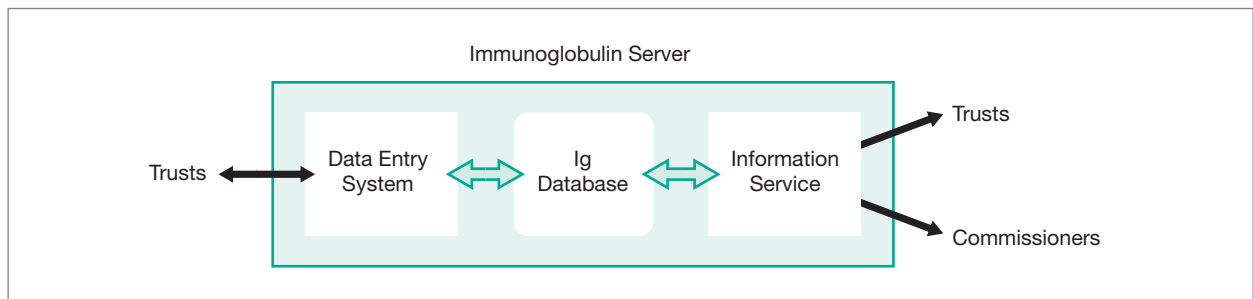 Immunoglobulin Server
Trusts
Data Entry
System
Ig
Database
Information
Service
Trusts
Commissioners